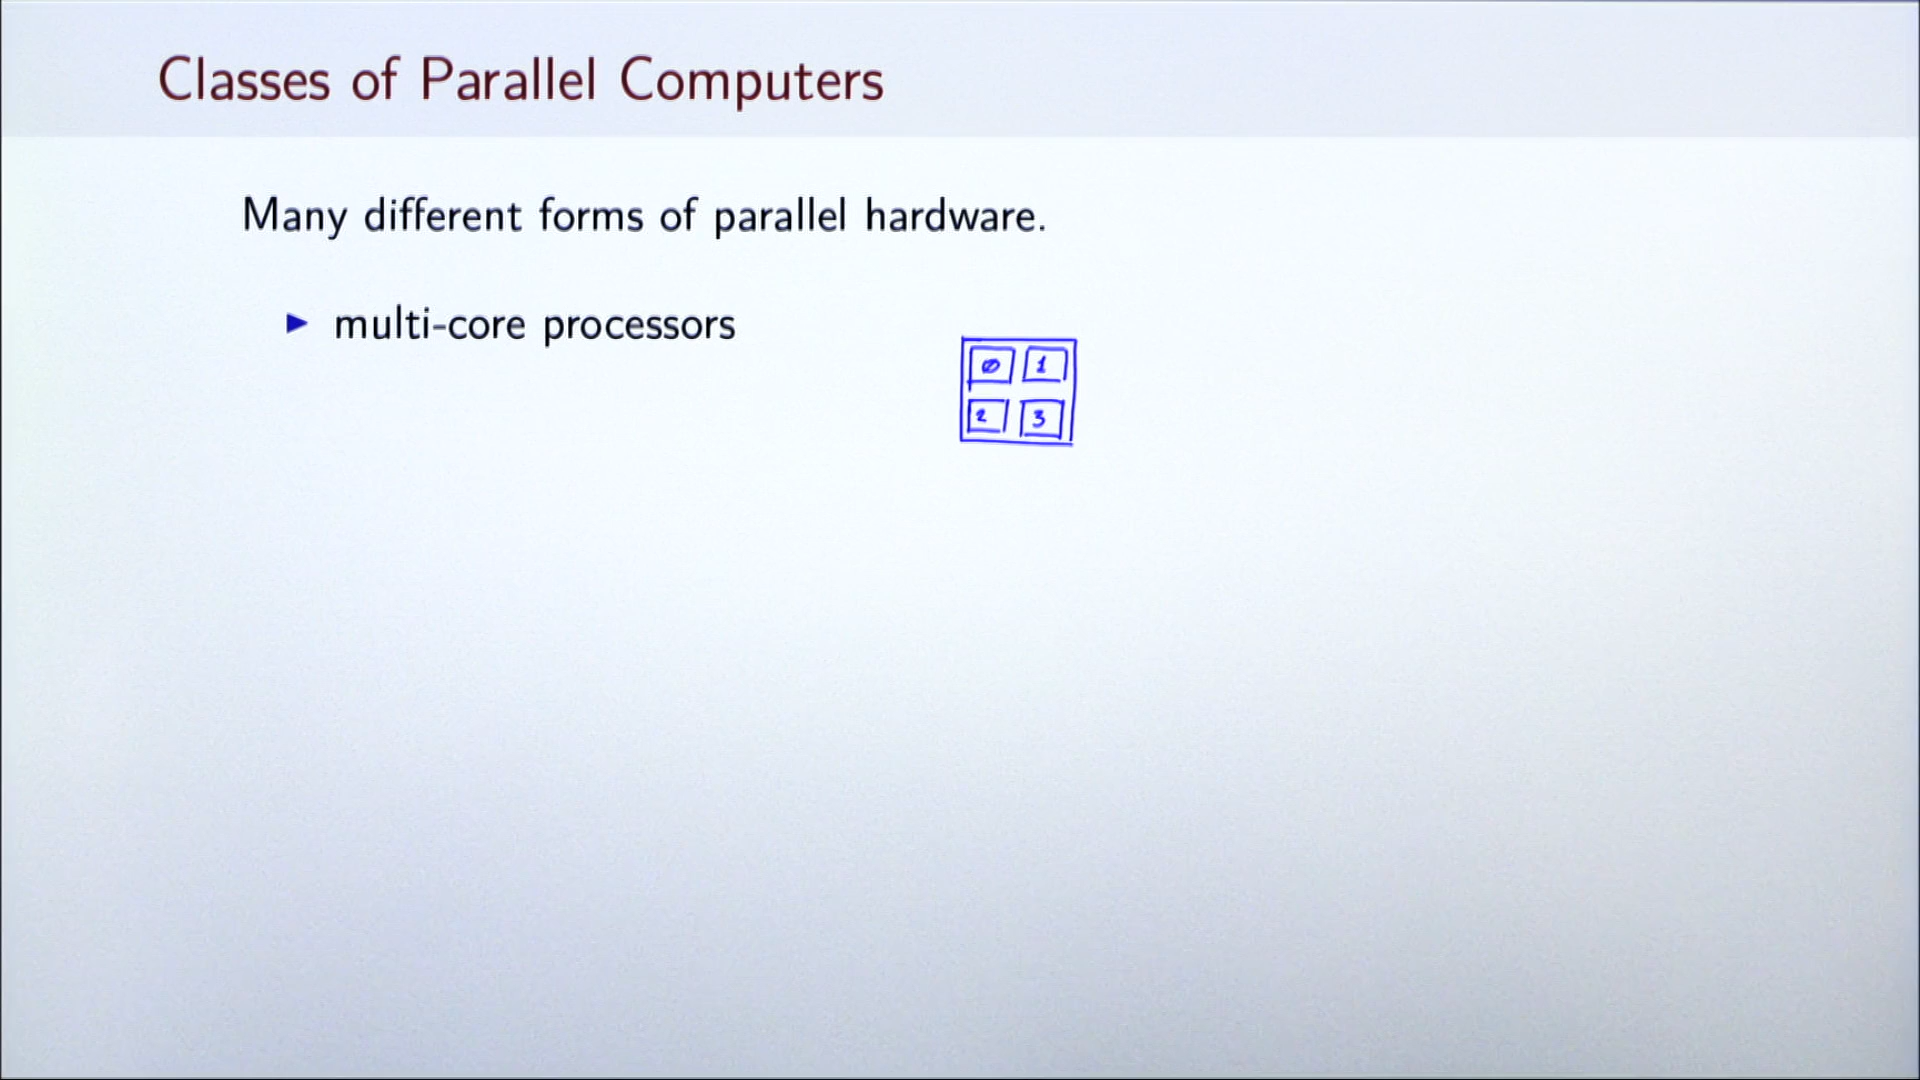 Classes of Parallel Computers
Many different forms of parallel hardware.
▶ multi-core processors
0 1
2 3